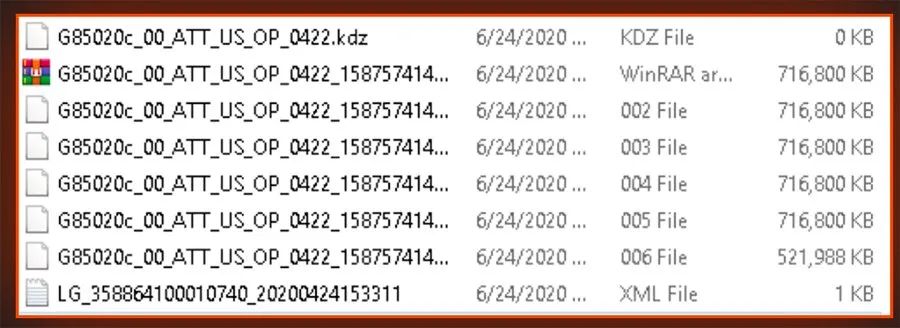 G85020c_00_ATT_US_OP_0422.kdz 6/24/2020 ... KDZ File 0 KB
G85020c_00_ATT_US_OP_0422_158757414... 6/24/2020 ... WinRAR ar... 716,800 KB
G85020c_00_ATT_US_OP_0422_158757414... 6/24/2020 ... 002 File 716,800 KB
G85020c_00_ATT_US_OP_0422_158757414... 6/24/2020 ... 003 File 716,800 KB
G85020c_00_ATT_US_OP_0422_158757414... 6/24/2020 ... 004 File 716,800 KB
G85020c_00_ATT_US_OP_0422_158757414... 6/24/2020 ... 005 File 716,800 KB
G85020c_00_ATT_US_OP_0422_158757414... 6/24/2020 ... 006 File 521,988 KB
LG_358864100010740_20200424153311 6/24/2020 ... XML File 1 KB